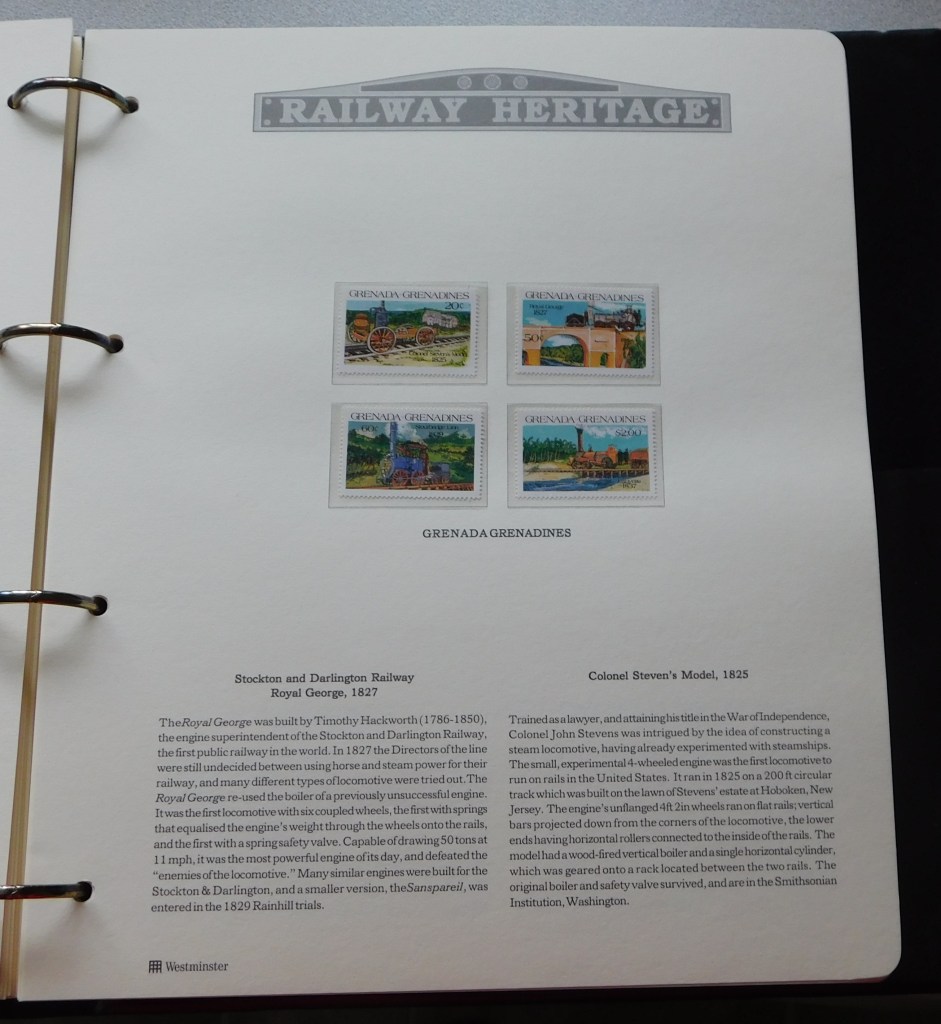 RAILWAY HERITAGE
GRENADA GRENADINES
20c
Colonel Steven's Model
1825
GRENADA GRENADINES
Royal George
1827
50c
GRENADA GRENADINES
60c
1829
GRENADA GRENADINES
$2.00
1837
GRENADA GRENADINES
Stockton and Darlington Railway
Royal George, 1827
The Royal George was built by Timothy Hackworth (1786-1850),
the engine superintendent of the Stockton and Darlington Railway,
the first public railway in the world. In 1827 the Directors of the line
were still undecided between using horse and steam power for their
railway, and many different types of locomotive were tried out. The
Royal George re-used the boiler of a previously unsuccessful engine.
It was the first locomotive with six coupled wheels, the first with springs
that equalised the engine's weight through the wheels onto the rails,
and the first with a spring safety valve. Capable of drawing 50 tons at
11 mph, it was the most powerful engine of its day, and defeated the
"enemies of the locomotive." Many similar engines were built for the
Stockton & Darlington, and a smaller version, the Sanspareil, was
entered in the 1829 Rainhill trials.
Colonel Steven's Model, 1825
Trained as a lawyer, and attaining his title in the War of Independence,
Colonel John Stevens was intrigued by the idea of constructing a
steam locomotive, having already experimented with steamships.
The small, experimental 4-wheeled engine was the first locomotive to
run on rails in the United States. It ran in 1825 on a 200 ft circular
track which was built on the lawn of Stevens' estate at Hoboken, New
Jersey. The engine's unflanged 4ft 2in wheels ran on flat rails; vertical
bars projected down from the corners of the locomotive, the lower
ends having horizontal rollers connected to the inside of the rails. The
model had a wood-fired vertical boiler and a single horizontal cylinder,
which was geared onto a rack located between the two rails. The
original boiler and safety valve survived, and are in the Smithsonian
Institution, Washington.
Westminster